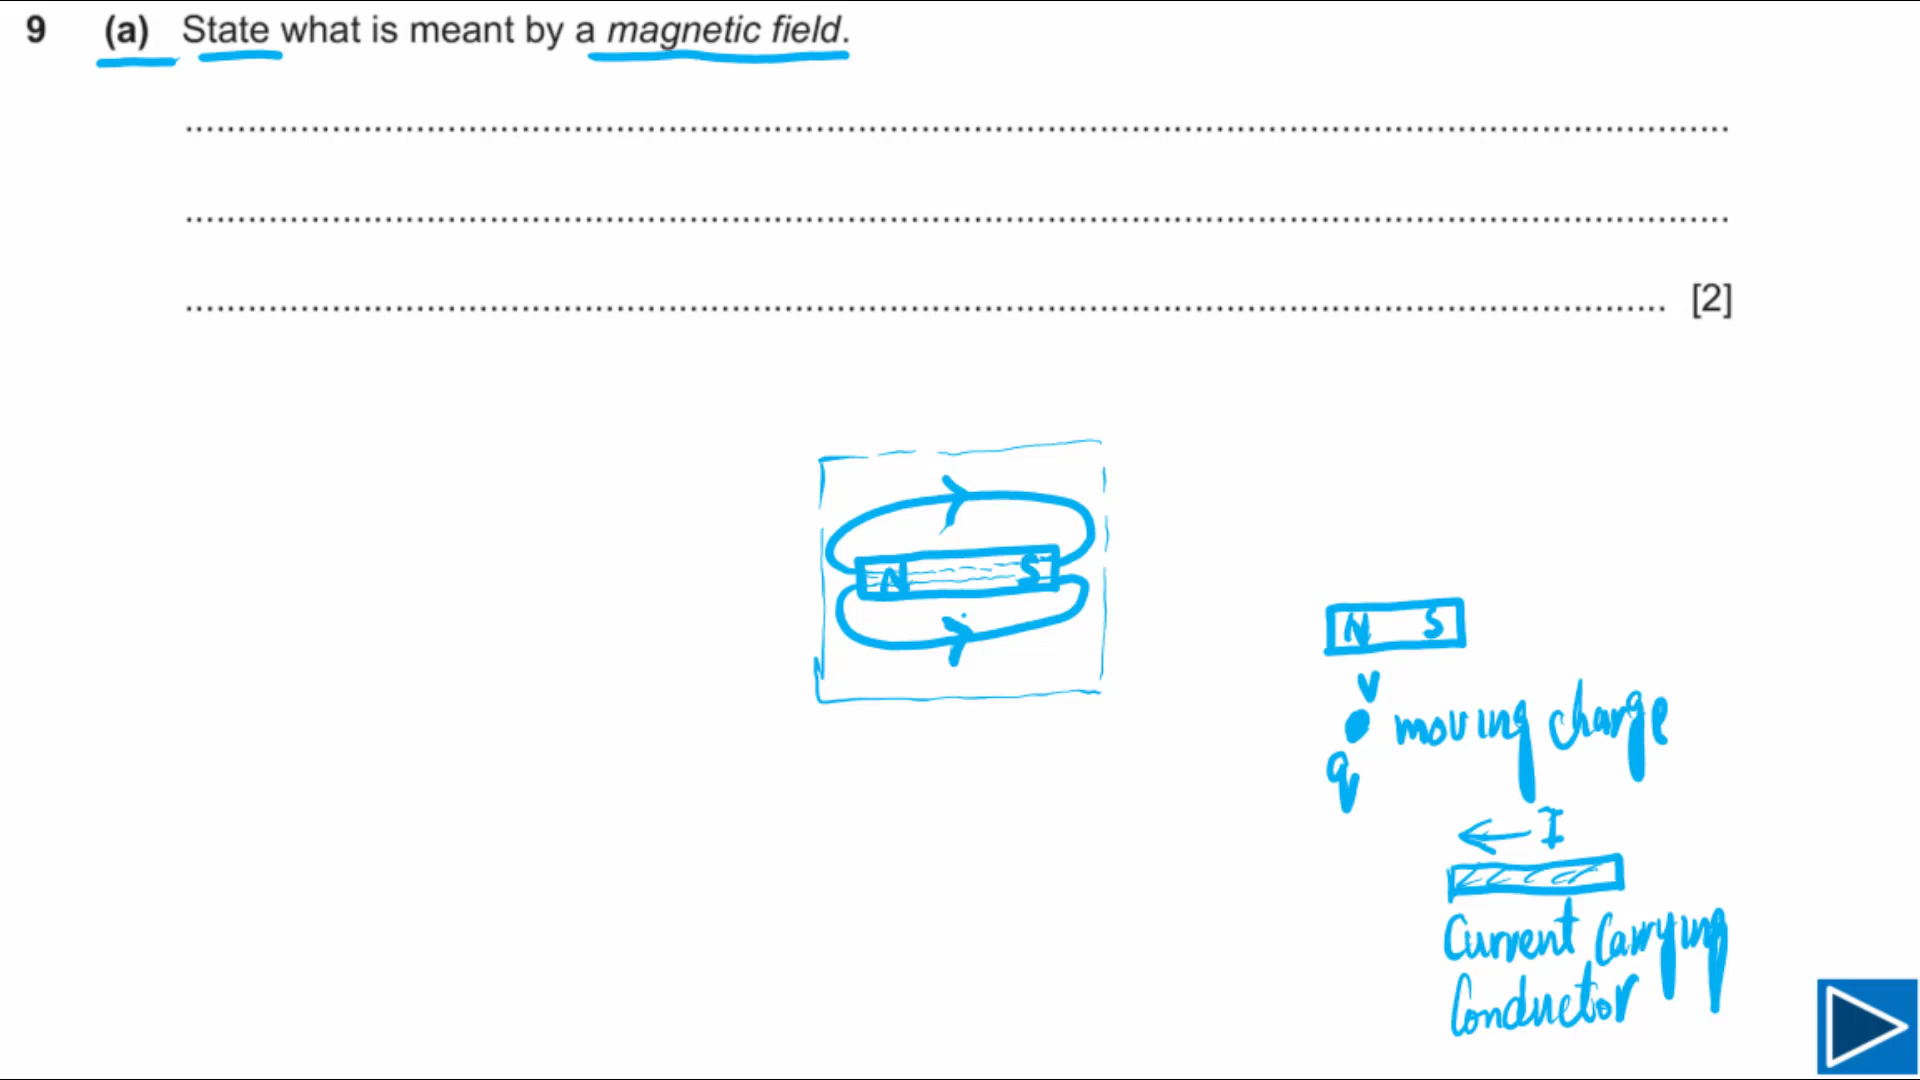 9 (a) State what is meant by a magnetic field.
[2]
N S
N S
v
moving charge
q
I
Current Carrying
Conductor